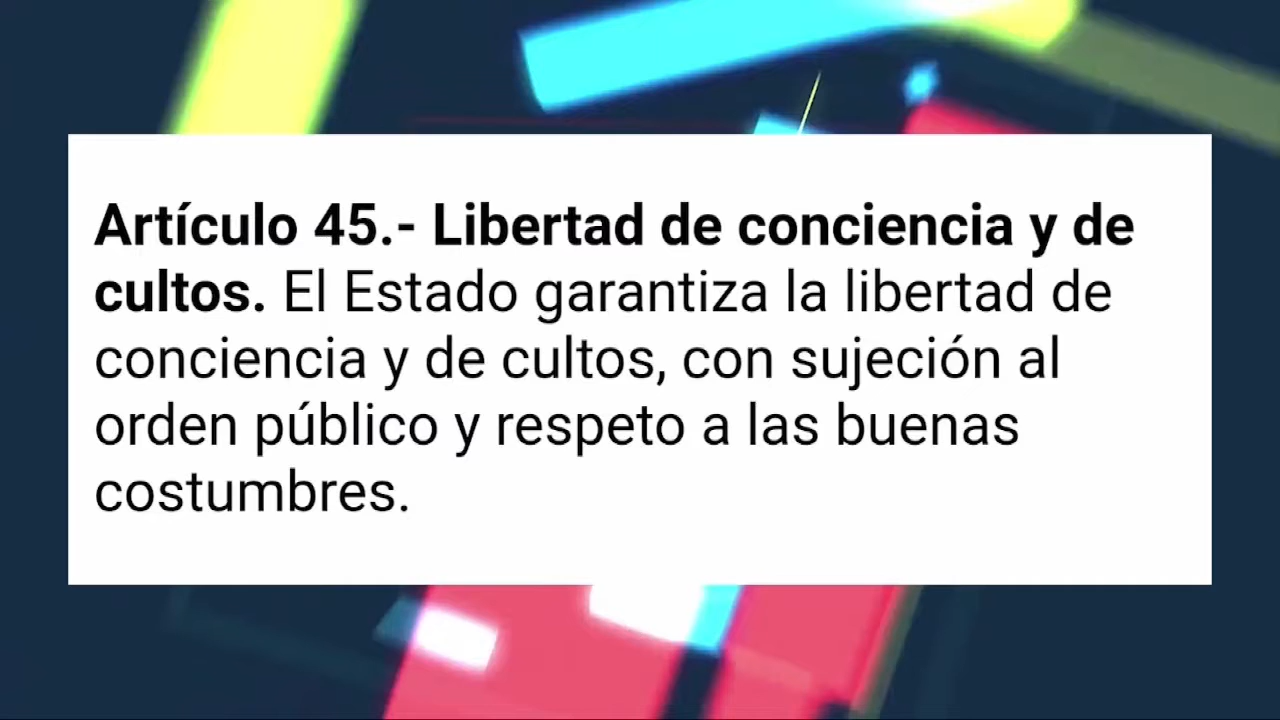 Artículo 45.- Libertad de conciencia y de
cultos. El Estado garantiza la libertad de
conciencia y de cultos, con sujeción al
orden público y respeto a las buenas
costumbres.